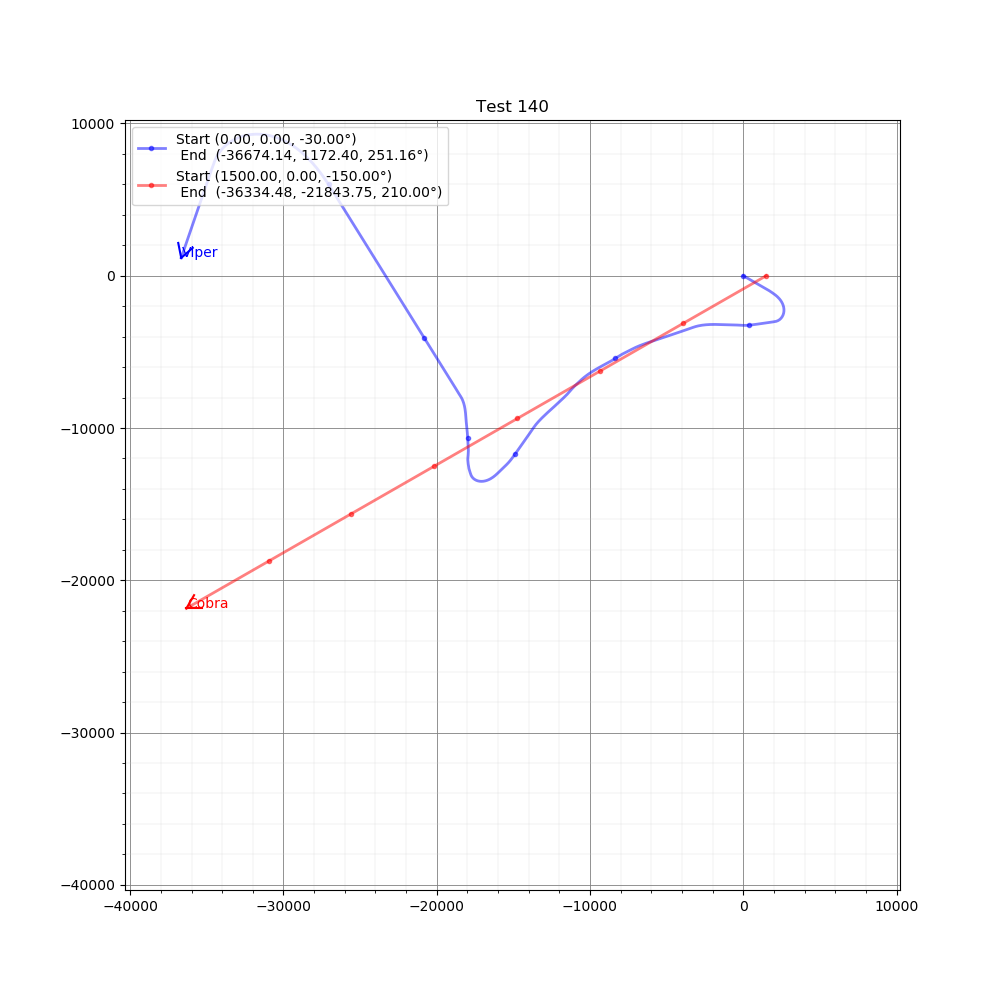 Test 140
Start (0.00, 0.00, -30.00°)
End (-36674.14, 1172.40, 251.16°)
Start (1500.00, 0.00, -150.00°)
End (-36334.48, -21843.75, 210.00°)
Viper
Cobra
10000
0
−10000
−20000
−30000
−40000
−40000
−30000
−20000
−10000
0
10000